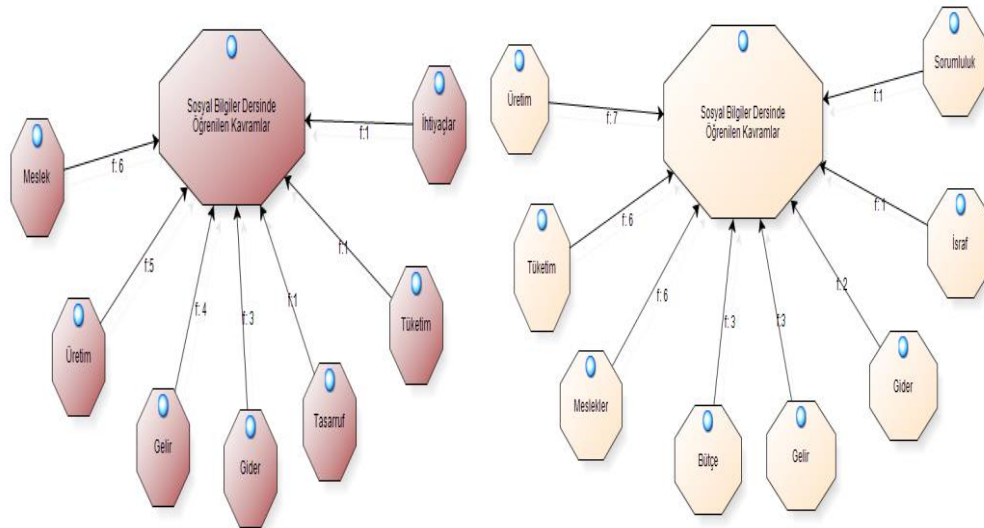 Sosyal Bilgiler Dersinde
Öğrenilen Kavramlar
İhtiyaçlar
f:1
Meslek
f: 6
Üretim
f:5
Gelir
f: 4
Gider
f: 3
Tasarruf
f:1
Tüketim
f:1
Sosyal Bilgiler Dersinde
Öğrenilen Kavramlar
Sorumluluk
f:1
Üretim
f:7
Tüketim
f: 6
Meslekler
f: 6
Bütçe
f: 3
Gelir
f:3
Gider
f:2
İsraf
f:1